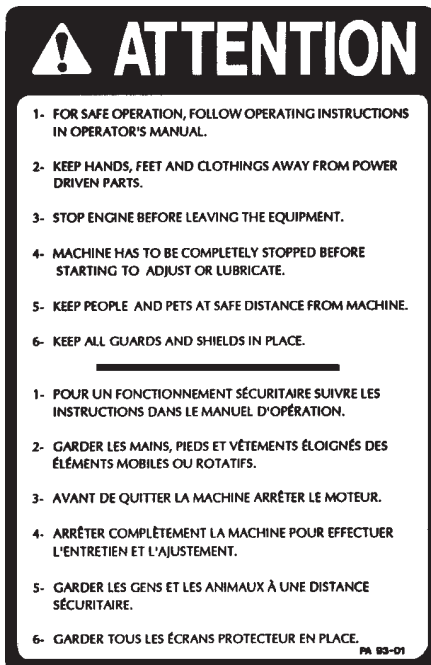 ATTENTION
1- FOR SAFE OPERATION, FOLLOW OPERATING INSTRUCTIONS
IN OPERATOR'S MANUAL.
2- KEEP HANDS, FEET AND CLOTHINGS AWAY FROM POWER
DRIVEN PARTS.
3- STOP ENGINE BEFORE LEAVING THE EQUIPMENT.
4- MACHINE HAS TO BE COMPLETELY STOPPED BEFORE
STARTING TO ADJUST OR LUBRICATE.
5- KEEP PEOPLE AND PETS AT SAFE DISTANCE FROM MACHINE.
6- KEEP ALL GUARDS AND SHIELDS IN PLACE.
1- POUR UN FONCTIONNEMENT SÉCURITAIRE SUIVRE LES
INSTRUCTIONS DANS LE MANUEL D'OPÉRATION.
2- GARDER LES MAINS, PIEDS ET VÊTEMENTS ÉLOIGNÉS DES
ÉLÉMENTS MOBILES OU ROTATIFS.
3- AVANT DE QUITTER LA MACHINE ARRÊTER LE MOTEUR.
4- ARRÊTER COMPLÈTEMENT LA MACHINE POUR EFFECTUER
L'ENTRETIEN ET L'AJUSTEMENT.
5- GARDER LES GENS ET LES ANIMAUX À UNE DISTANCE
SÉCURITAIRE.
6- GARDER TOUS LES ÉCRANS PROTECTEUR EN PLACE.
PA 93-01